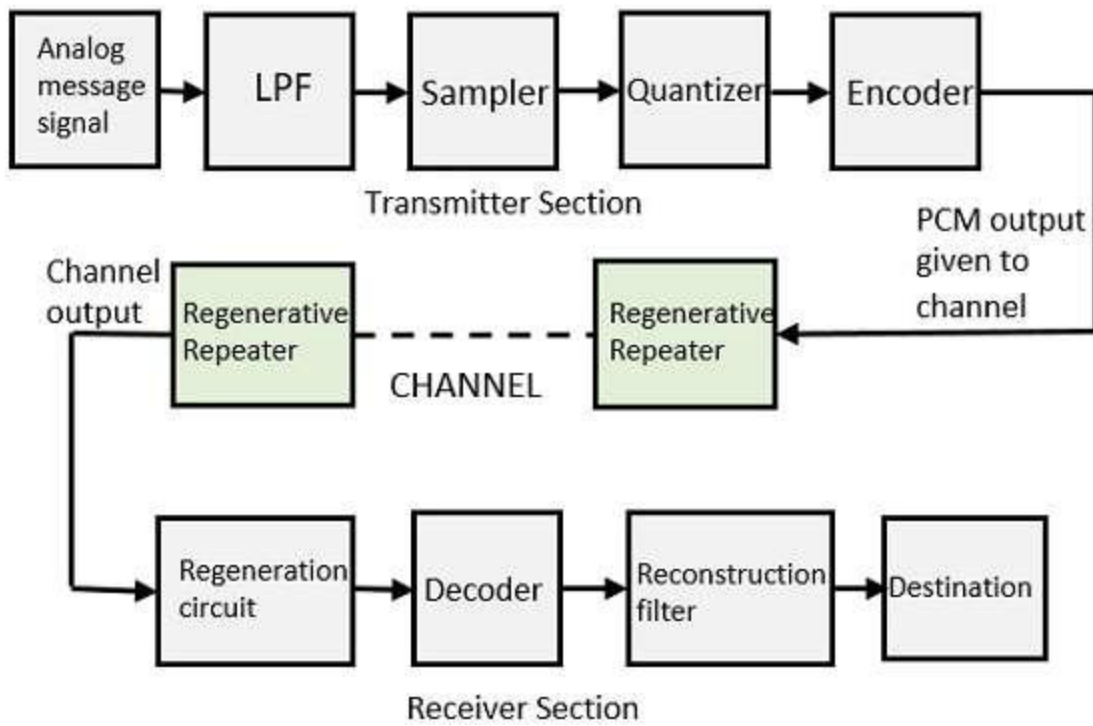 Analog
message
signal
LPF
Sampler
Quantizer
Encoder
Transmitter Section
PCM output
given to
channel
Channel
output
Regenerative
Repeater
CHANNEL
Regenerative
Repeater
Regeneration
circuit
Decoder
Reconstruction
filter
Destination
Receiver Section